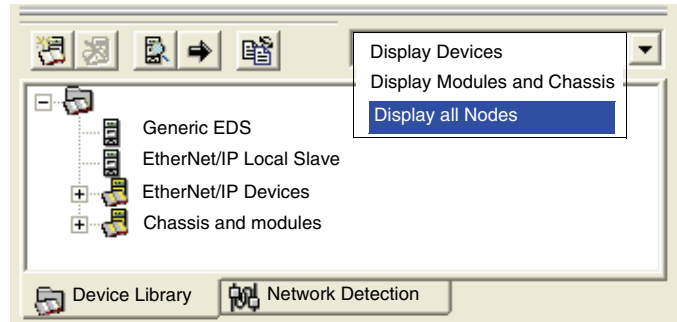 Display Devices
Display Modules and Chassis
Display all Nodes
Generic EDS
EtherNet/IP Local Slave
EtherNet/IP Devices
Chassis and modules
Device Library
Network Detection